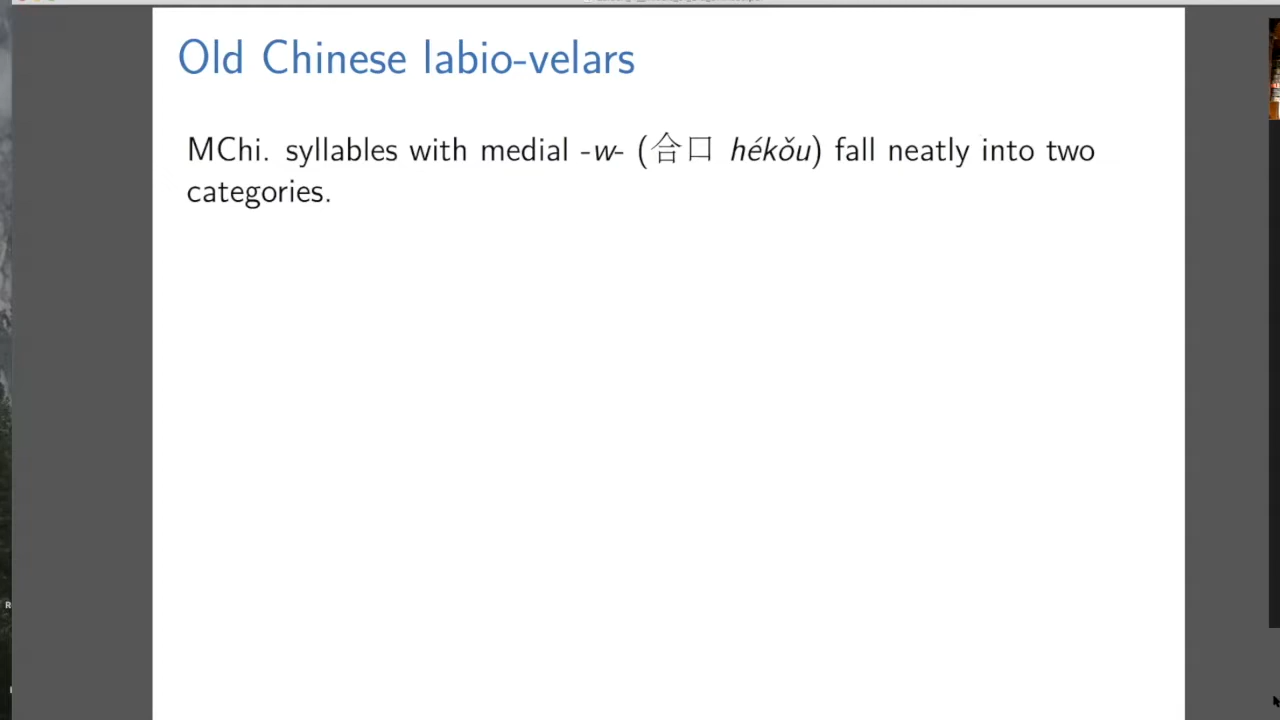 Old Chinese labio-velars
MChi. syllables with medial -w- (合口 hékǒu) fall neatly into two
categories.
R